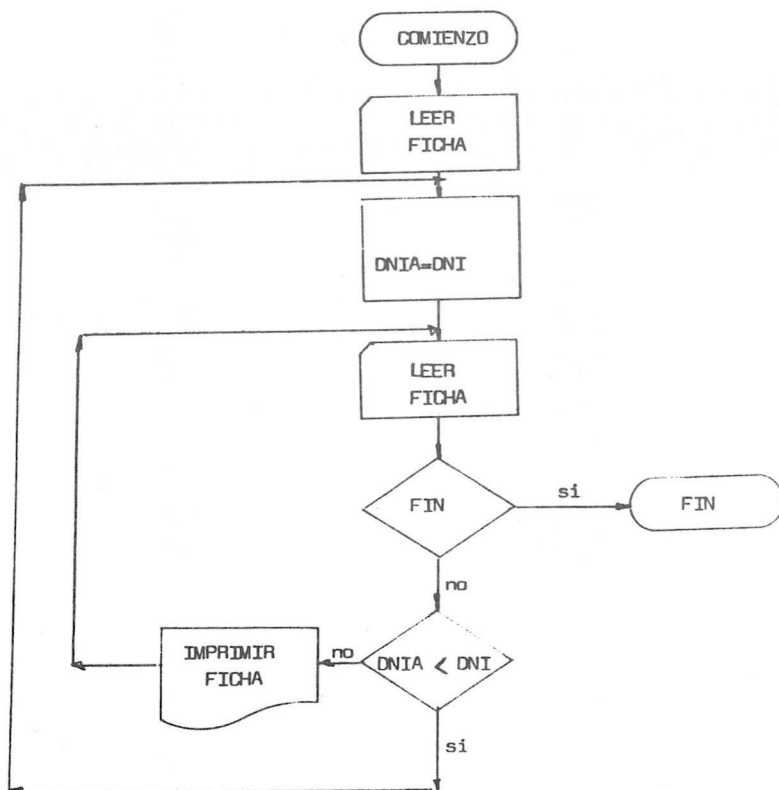 COMIENZO
LEER
FICHA
DNIA=DNI
LEER
FICHA
FIN
si
FIN
no
DNIA < DNI
no
IMPRIMIR
FICHA
si